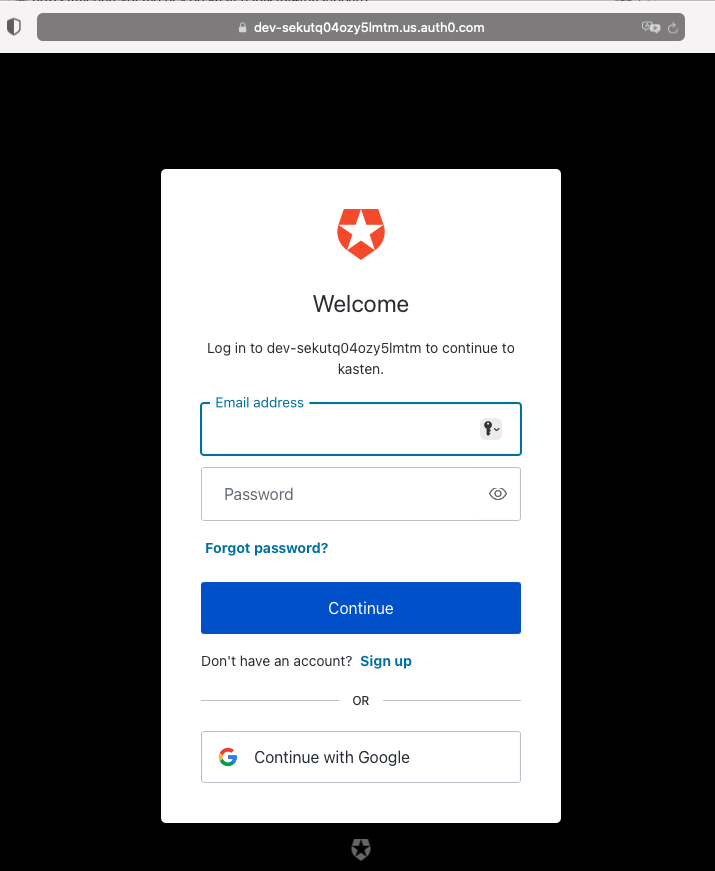 dev-sekutq04ozy5lmtm.us.auth0.com
Welcome
Log in to dev-sekutq04ozy5lmtm to continue to
kasten.
Email address
Password
Forgot password?
Continue
Don't have an account? Sign up
OR
Continue with Google